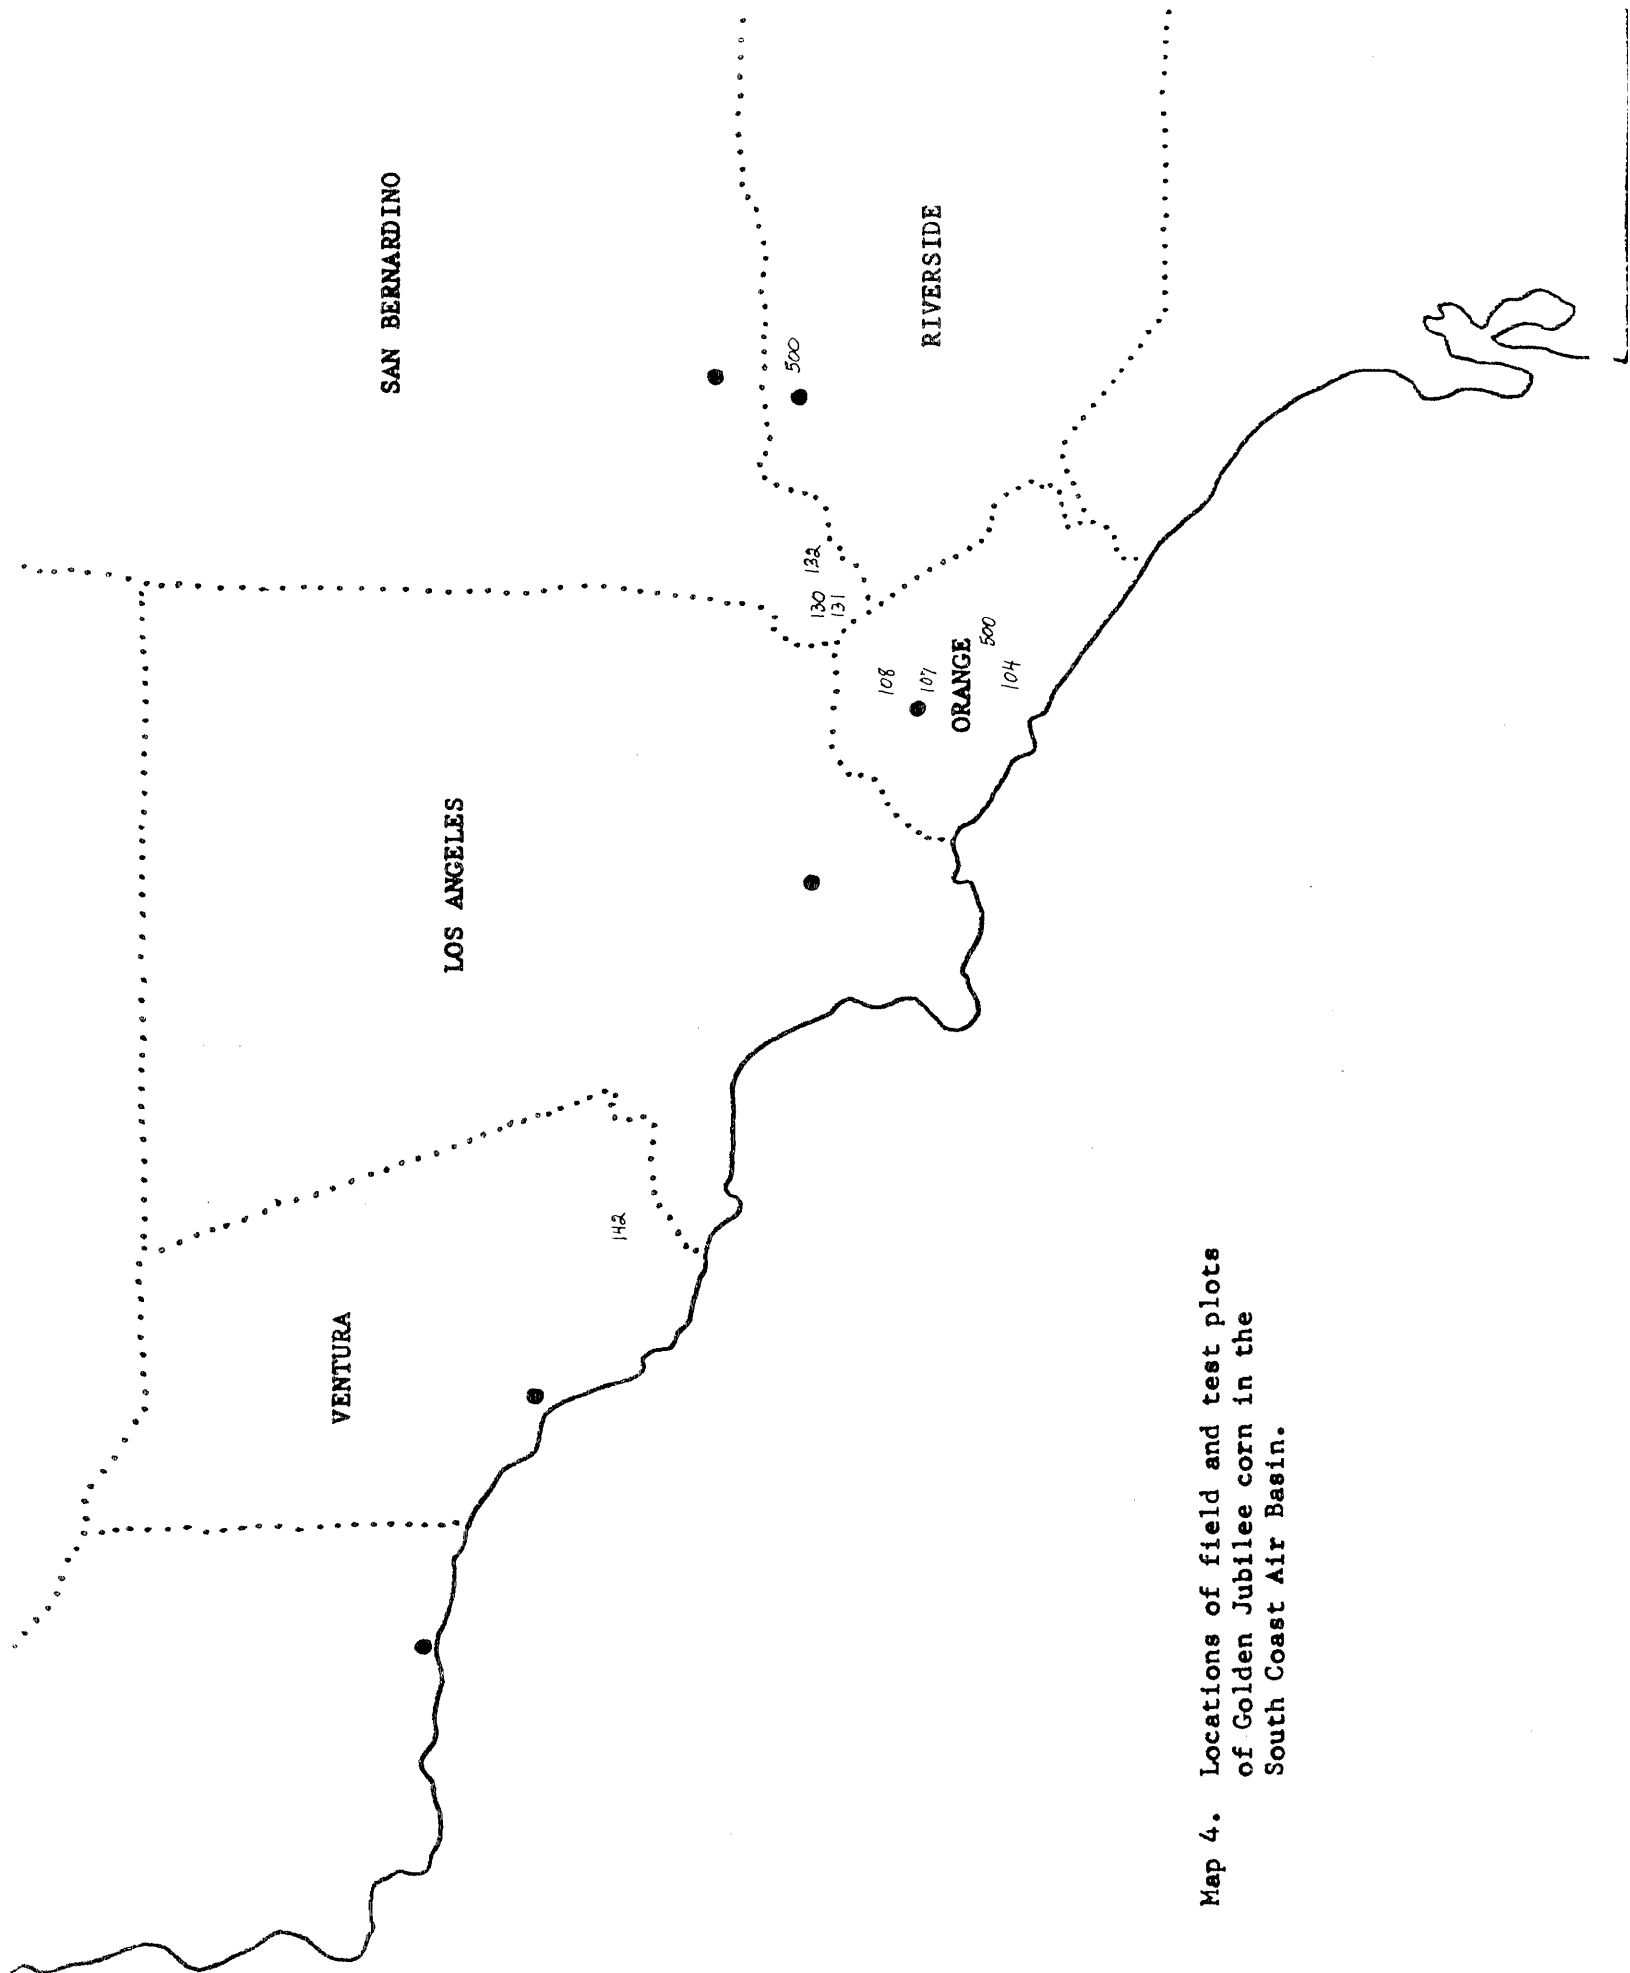 SAN BERNARDINO
LOS ANGELES
VENTURA
RIVERSIDE
ORANGE
500
132
130
131
108
107
500
104
142
Map 4. Locations of field and test plots
of Golden Jubilee corn in the
South Coast Air Basin.